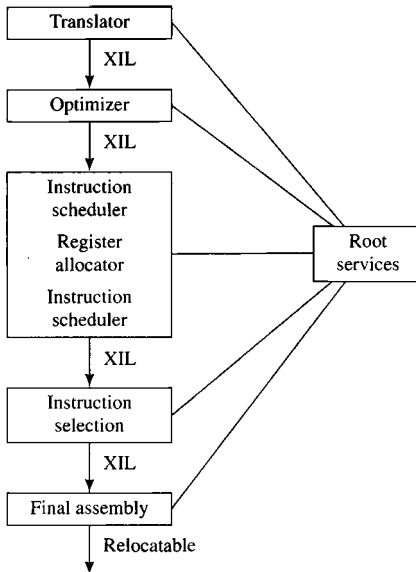 Translator
XIL
Optimizer
XIL
Instruction
scheduler
Register
allocator
Instruction
scheduler
Root
services
XIL
Instruction
selection
XIL
Final assembly
Relocatable